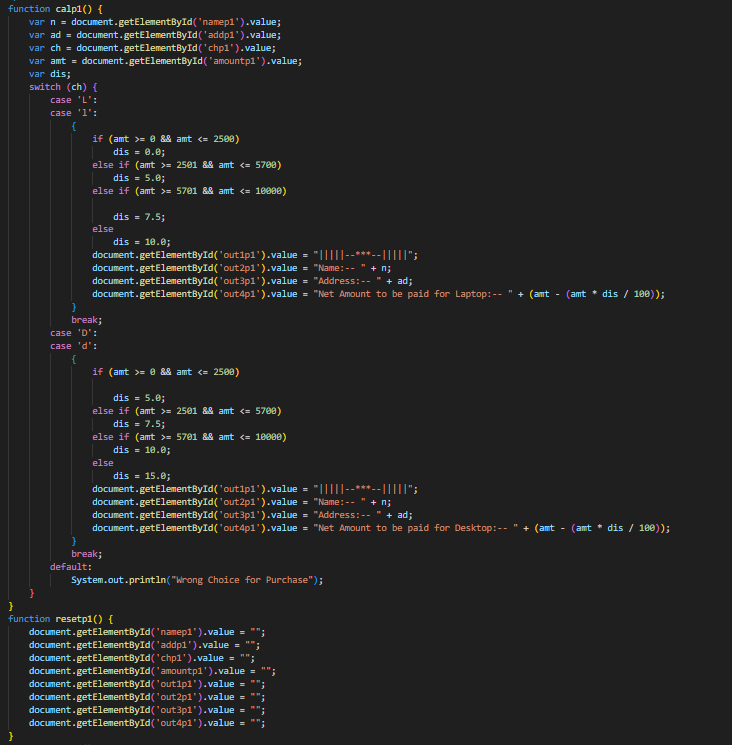 function calp1() {
    var n = document.getElementById('namep1').value;
    var ad = document.getElementById('addp1').value;
    var ch = document.getElementById('chp1').value;
    var amt = document.getElementById('amountp1').value;
    var dis;
    switch (ch) {
        case 'L':
        case 'l':
            {
                if (amt >= 0 && amt <= 2500)
                    dis = 0.0;
                else if (amt >= 2501 && amt <= 5700)
                    dis = 5.0;
                else if (amt >= 5701 && amt <= 10000)

                    dis = 7.5;
                else
                    dis = 10.0;
                document.getElementById('out1p1').value = "|||||--***--|||||";
                document.getElementById('out2p1').value = "Name:-- " + n;
                document.getElementById('out3p1').value = "Address:-- " + ad;
                document.getElementById('out4p1').value = "Net Amount to be paid for Laptop:-- " + (amt - (amt * dis / 100));
            }
            break;
        case 'D':
        case 'd':
            {
                if (amt >= 0 && amt <= 2500)

                    dis = 5.0;
                else if (amt >= 2501 && amt <= 5700)
                    dis = 7.5;
                else if (amt >= 5701 && amt <= 10000)
                    dis = 10.0;
                else
                    dis = 15.0;
                document.getElementById('out1p1').value = "|||||--***--|||||";
                document.getElementById('out2p1').value = "Name:-- " + n;
                document.getElementById('out3p1').value = "Address:-- " + ad;
                document.getElementById('out4p1').value = "Net Amount to be paid for Desktop:-- " + (amt - (amt * dis / 100));
            }
            break;
        default:
            System.out.println("Wrong Choice for Purchase");
    }
}
function resetp1() {
    document.getElementById('namep1').value = "";
    document.getElementById('addp1').value = "";
    document.getElementById('chp1').value = "";
    document.getElementById('amountp1').value = "";
    document.getElementById('out1p1').value = "";
    document.getElementById('out2p1').value = "";
    document.getElementById('out3p1').value = "";
    document.getElementById('out4p1').value = "";
}